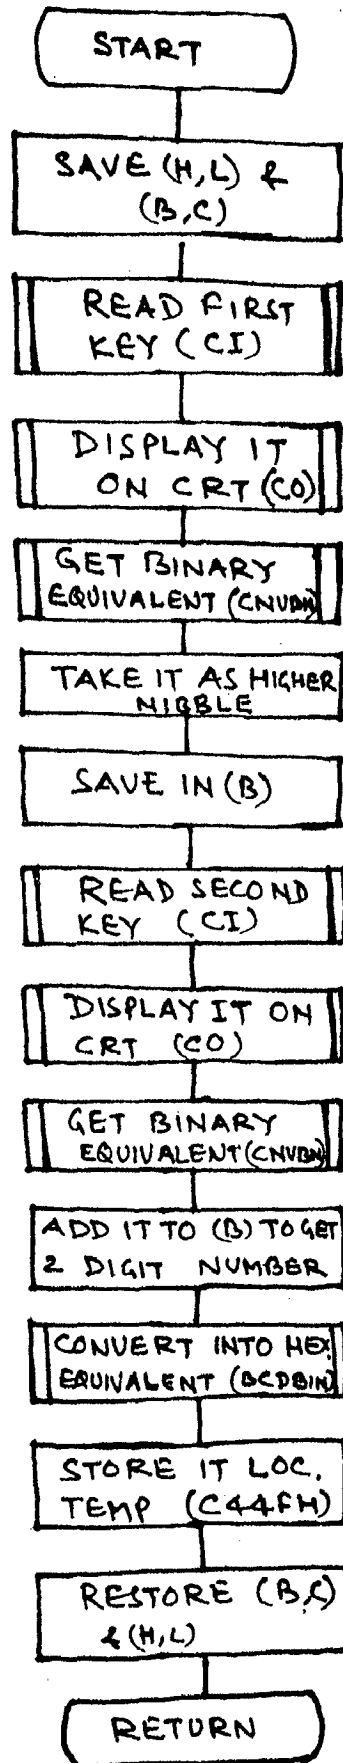 START
SAVE (H,L) &
(B,C)
READ FIRST
KEY (CI)
DISPLAY IT
ON CRT (CO)
GET BINARY
EQUIVALENT (CNVBN)
TAKE IT AS HIGHER
NIBBLE
SAVE IN (B)
READ SECOND
KEY (CI)
DISPLAY IT ON
CRT (CO)
GET BINARY
EQUIVALENT (CNVBN)
ADD IT TO (B) TO GET
2 DIGIT NUMBER
CONVERT INTO HEX
EQUIVALENT (BCDBIN)
STORE IT LOC.
TEMP (C44FH)
RESTORE (B,C)
& (H,L)
RETURN